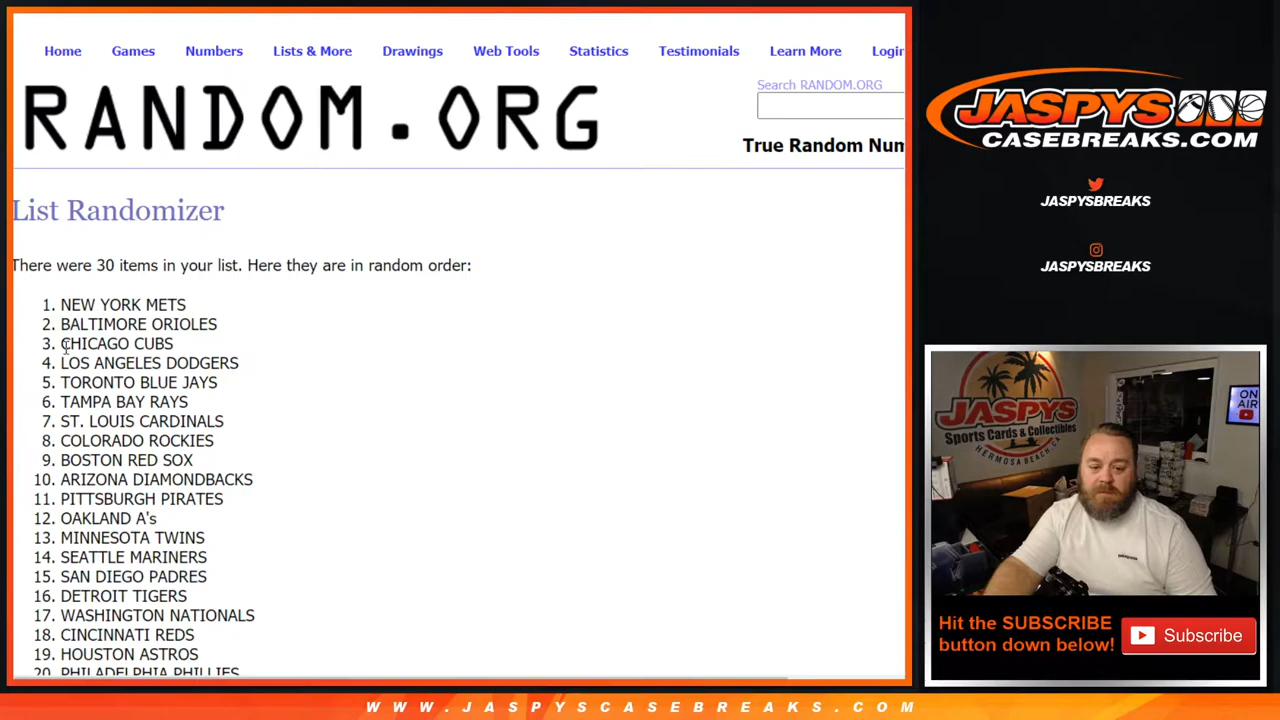 Home Games Numbers Lists & More Drawings Web Tools Statistics Testimonials Learn More Login
Search RANDOM.ORG
RANDOM.ORG
True Random Num
List Randomizer
There were 30 items in your list. Here they are in random order:
1. NEW YORK METS
2. BALTIMORE ORIOLES
3. CHICAGO CUBS
4. LOS ANGELES DODGERS
5. TORONTO BLUE JAYS
6. TAMPA BAY RAYS
7. ST. LOUIS CARDINALS
8. COLORADO ROCKIES
9. BOSTON RED SOX
10. ARIZONA DIAMONDBACKS
11. PITTSBURGH PIRATES
12. OAKLAND A's
13. MINNESOTA TWINS
14. SEATTLE MARINERS
15. SAN DIEGO PADRES
16. DETROIT TIGERS
17. WASHINGTON NATIONALS
18. CINCINNATI REDS
19. HOUSTON ASTROS
20. PHILADELPHIA PHILLIES
JASPYS
CASEBREAKS.COM
JASPYSBREAKS
JASPYSBREAKS
JASPYS
Sports Cards & Collectibles
HERMOSA BEACH, CA
ON
AIR
Hit the SUBSCRIBE
button down below!
Subscribe
WWW.JASPYSCASEBREAKS.COM